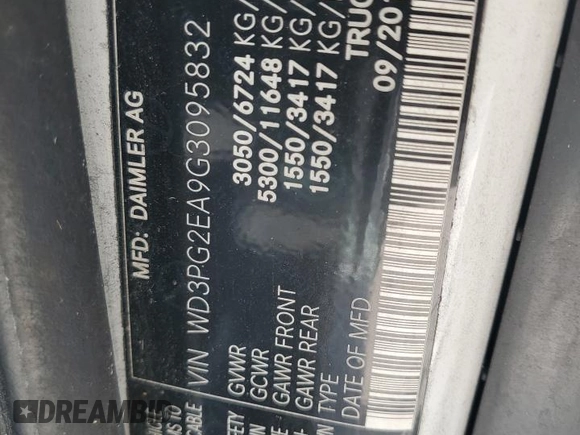 MFD: DAIMLER AG
VIN WD3PG2EA9G3095832
GVWR 3050/6724 KG/
GCWR 5300/11648 KG/
GAWR FRONT 1550/3417 KG/
GAWR REAR 1550/3417 KG/
TYPE TRUC
DATE OF MFD 09/201
DREAMBID